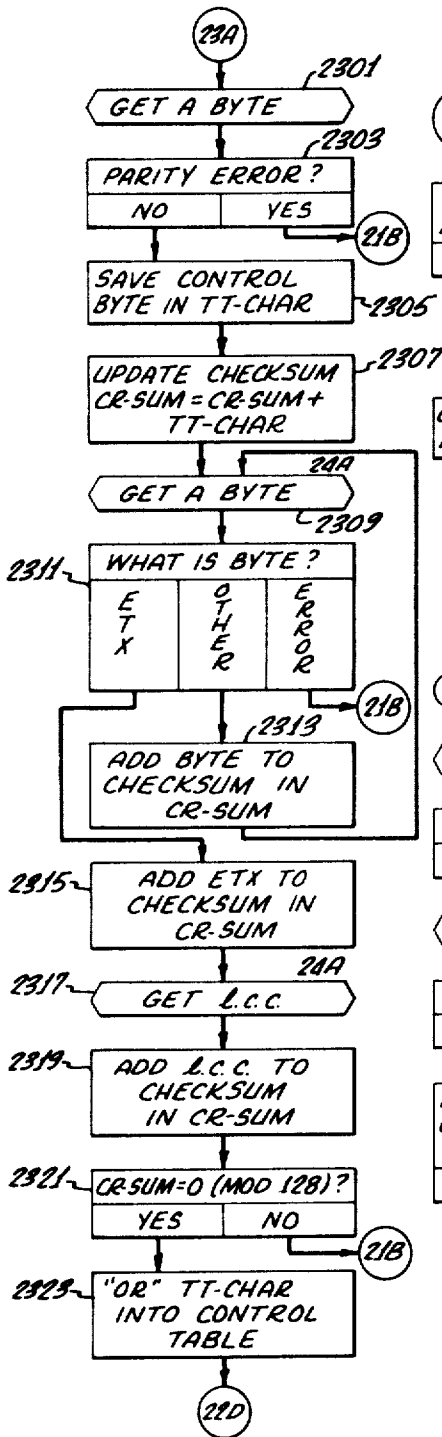 23A
2301
GET A BYTE
2303
PARITY ERROR?
NO YES
21B
SAVE CONTROL
BYTE IN TT-CHAR
2305
UPDATE CHECKSUM
CR-SUM = CR-SUM +
TT-CHAR
2307
24A
GET A BYTE
2309
2311
WHAT IS BYTE?
ETX OTHER ERROR
21B
2313
ADD BYTE TO
CHECKSUM IN
CR-SUM
2315
ADD ETX TO
CHECKSUM IN
CR-SUM
24A
2317
GET l.c.c.
2319
ADD l.c.c. TO
CHECKSUM
IN CR-SUM
2321
CR-SUM=0 (MOD 128)?
YES NO
21B
2323
"OR" TT-CHAR
INTO CONTROL
TABLE
22D